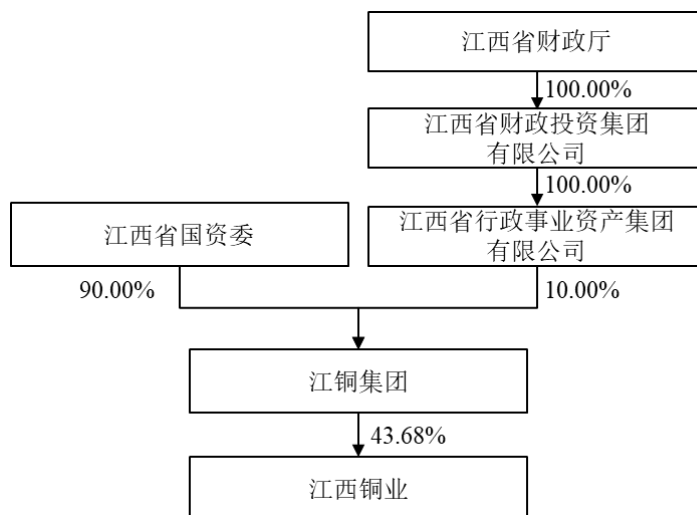 江西省财政厅
100.00%
江西省财政投资集团
有限公司
100.00%
江西省国资委
江西省行政事业资产集团
有限公司
90.00%
10.00%
江铜集团
43.68%
江西铜业